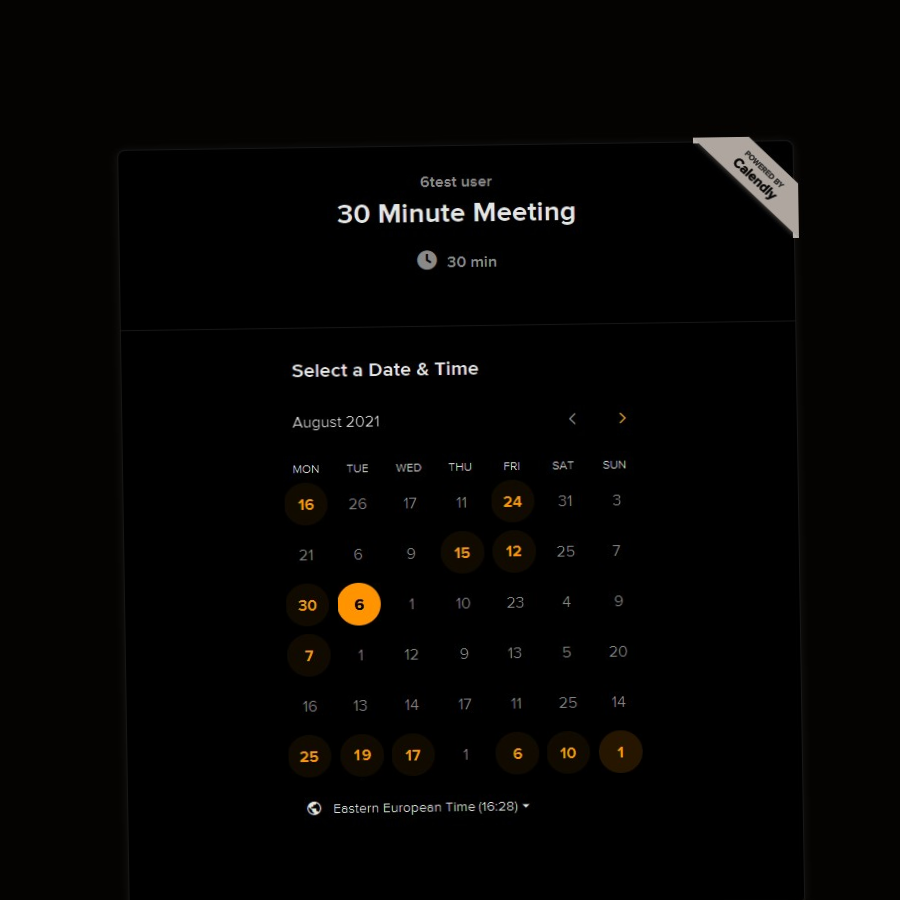 POWERED BY
Calendly
6test user
30 Minute Meeting
30 min
Select a Date & Time
August 2021
MON TUE WED THU FRI SAT SUN
16 26 17 11 24 31 3
21 6 9 15 12 25 7
30 6 1 10 23 4 9
7 1 12 9 13 5 20
16 13 14 17 11 25 14
25 19 17 1 6 10 1
Eastern European Time (16:28)